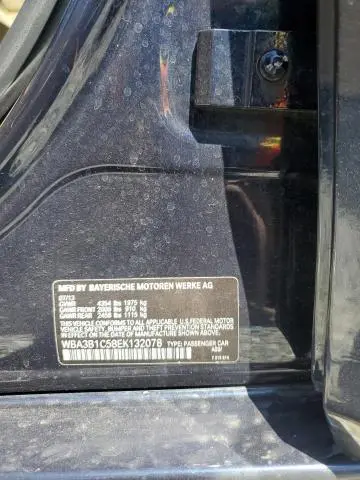 MFD BY BAYERISCHE MOTOREN WERKE AG
07/13
GVWR 4354 lbs 1975 kg
GAWR FRONT 2006 lbs 910 kg
GAWR REAR 2458 lbs 1115 kg
THIS VEHICLE CONFORMS TO ALL APPLICABLE U.S. FEDERAL MOTOR
VEHICLE SAFETY, BUMPER AND THEFT PREVENTION STANDARDS
IN EFFECT ON THE DATE OF MANUFACTURE SHOWN ABOVE.
WBA3B1C58EK132078 TYPE: PASSENGER CAR